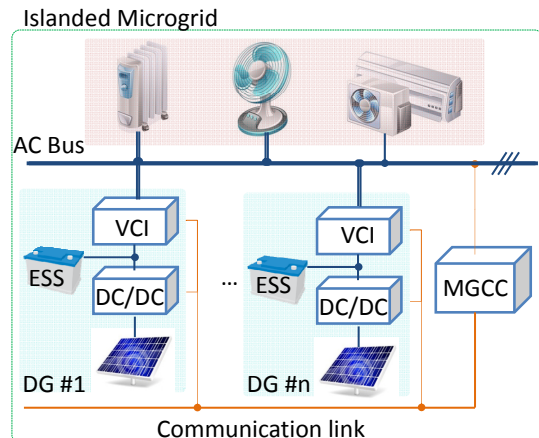 Islanded Microgrid
AC Bus
VCI
VCI
ESS
...
ESS
MGCC
DC/DC
DC/DC
DG #1
DG #n
Communication link